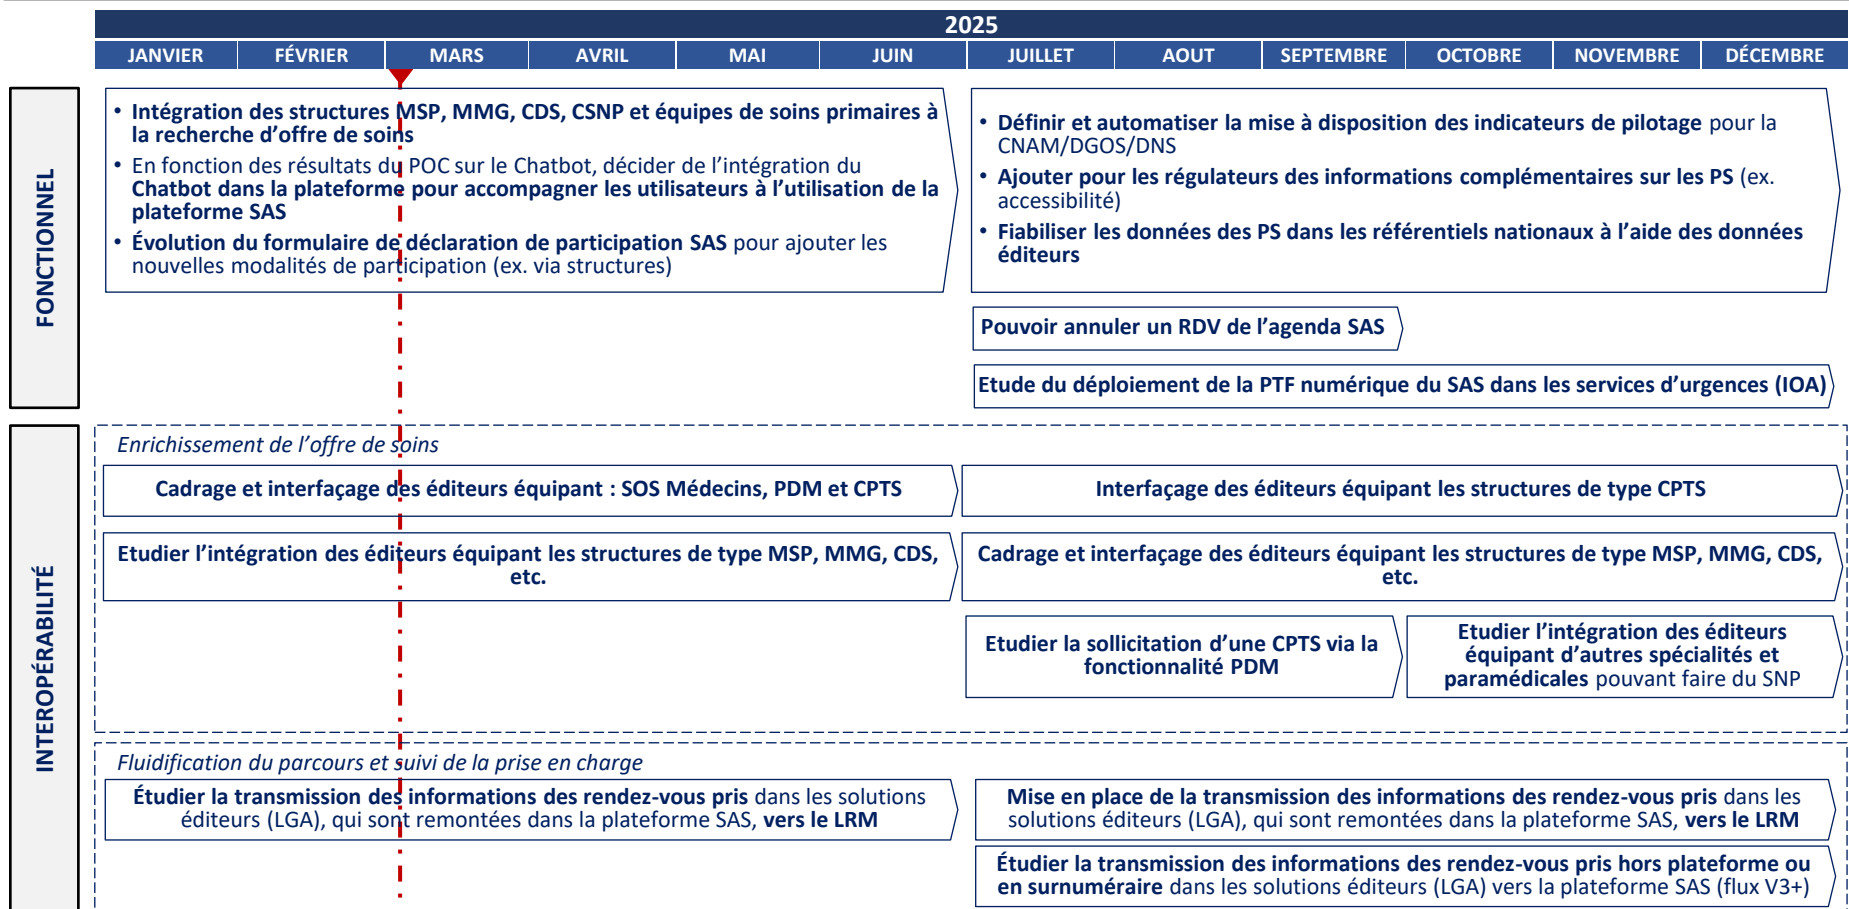 2025
JANVIER
FÉVRIER
MARS
AVRIL
MAI
JUIN
JUILLET
AOUT
SEPTEMBRE
OCTOBRE
NOVEMBRE
DÉCEMBRE
FONCTIONNEL
• Intégration des structures MSP, MMG, CDS, CSNP et équipes de soins primaires à
la recherche d’offre de soins
• En fonction des résultats du POC sur le Chatbot, décider de l’intégration du
Chatbot dans la plateforme pour accompagner les utilisateurs à l’utilisation de la
plateforme SAS
• Évolution du formulaire de déclaration de participation SAS pour ajouter les
nouvelles modalités de participation (ex. via structures)
• Définir et automatiser la mise à disposition des indicateurs de pilotage pour la
CNAM/DGOS/DNS
• Ajouter pour les régulateurs des informations complémentaires sur les PS (ex.
accessibilité)
• Fiabiliser les données des PS dans les référentiels nationaux à l’aide des données
éditeurs
Pouvoir annuler un RDV de l’agenda SAS
Etude du déploiement de la PTF numérique du SAS dans les services d’urgences (IOA)
INTEROPÉRABILITÉ
Enrichissement de l’offre de soins
Cadrage et interfaçage des éditeurs équipant : SOS Médecins, PDM et CPTS
Interfaçage des éditeurs équipant les structures de type CPTS
Etudier l’intégration des éditeurs équipant les structures de type MSP, MMG, CDS,
etc.
Cadrage et interfaçage des éditeurs équipant les structures de type MSP, MMG, CDS,
etc.
Etudier la sollicitation d’une CPTS via la
fonctionnalité PDM
Etudier l’intégration des éditeurs
équipant d’autres spécialités et
paramédicales pouvant faire du SNP
Fluidification du parcours et suivi de la prise en charge
Étudier la transmission des informations des rendez-vous pris dans les solutions
éditeurs (LGA), qui sont remontées dans la plateforme SAS, vers le LRM
Mise en place de la transmission des informations des rendez-vous pris dans les
solutions éditeurs (LGA), qui sont remontées dans la plateforme SAS, vers le LRM
Étudier la transmission des informations des rendez-vous pris hors plateforme ou
en surnuméraire dans les solutions éditeurs (LGA) vers la plateforme SAS (flux V3+)